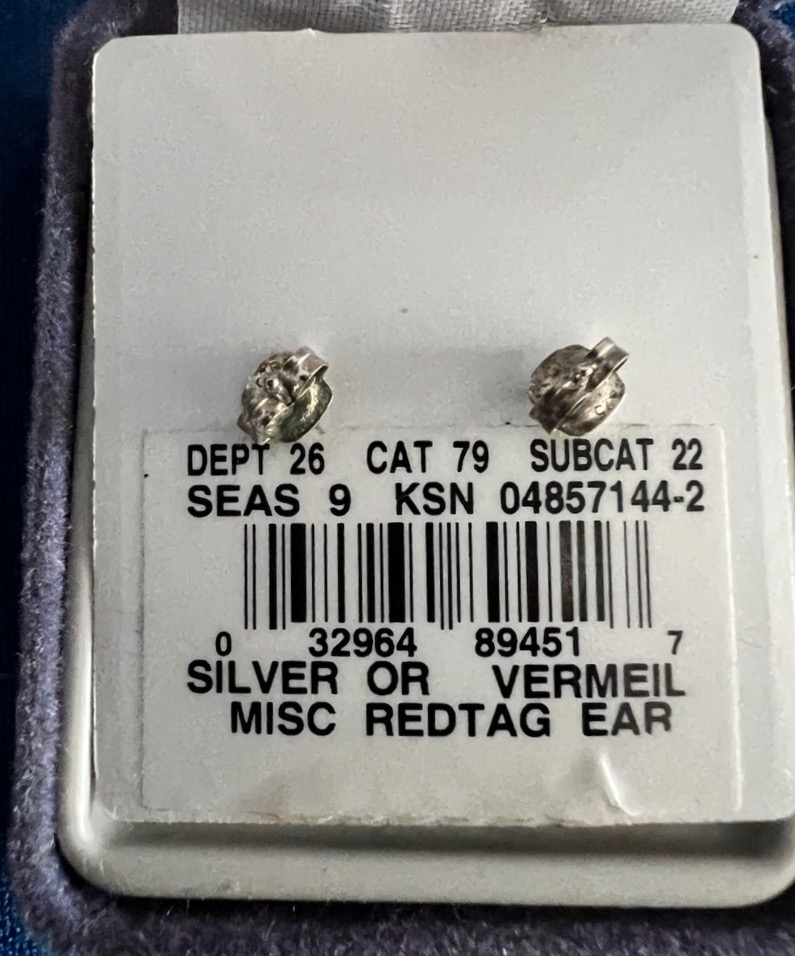 DEPT 26 CAT 79 SUBCAT 22
SEAS 9 KSN 04857144-2
0 32964 89451 7
SILVER OR VERMEIL
MISC REDTAG EAR